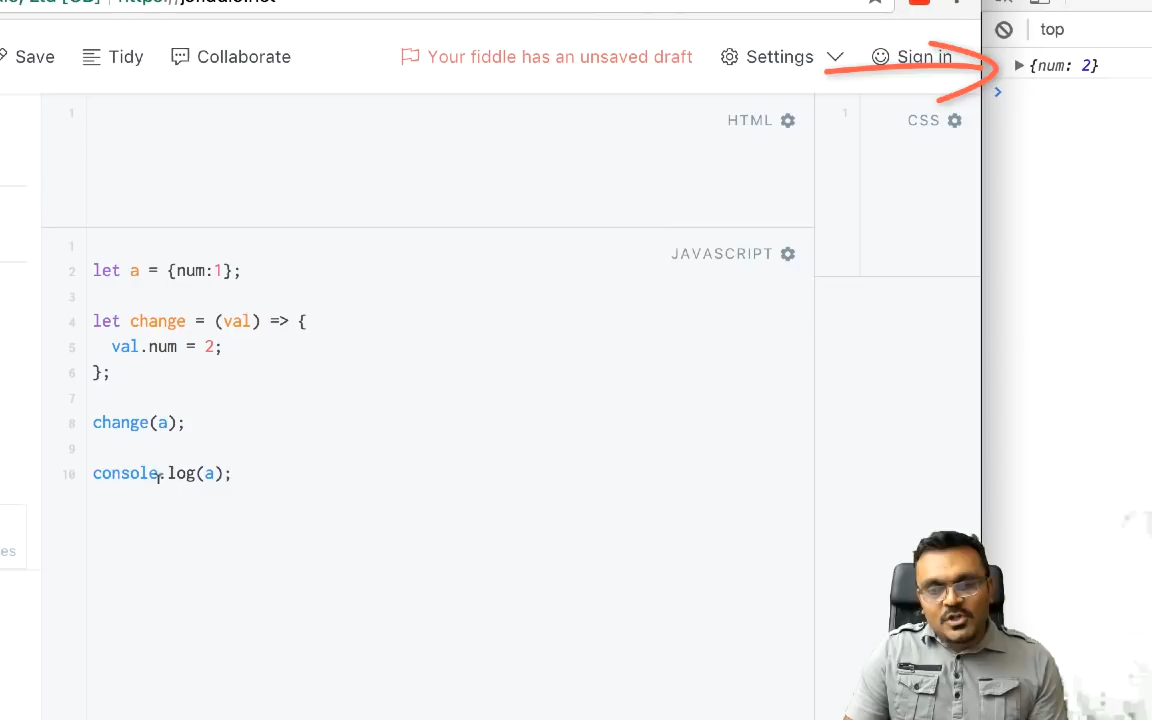 Save Tidy Collaborate Your fiddle has an unsaved draft Settings Sign in
top
{num: 2}
1
HTML
1
CSS
JAVASCRIPT
1
2 let a = {num:1};
3
4 let change = (val) => {
5 val.num = 2;
6 };
7
8 change(a);
9
10 console.log(a);
es